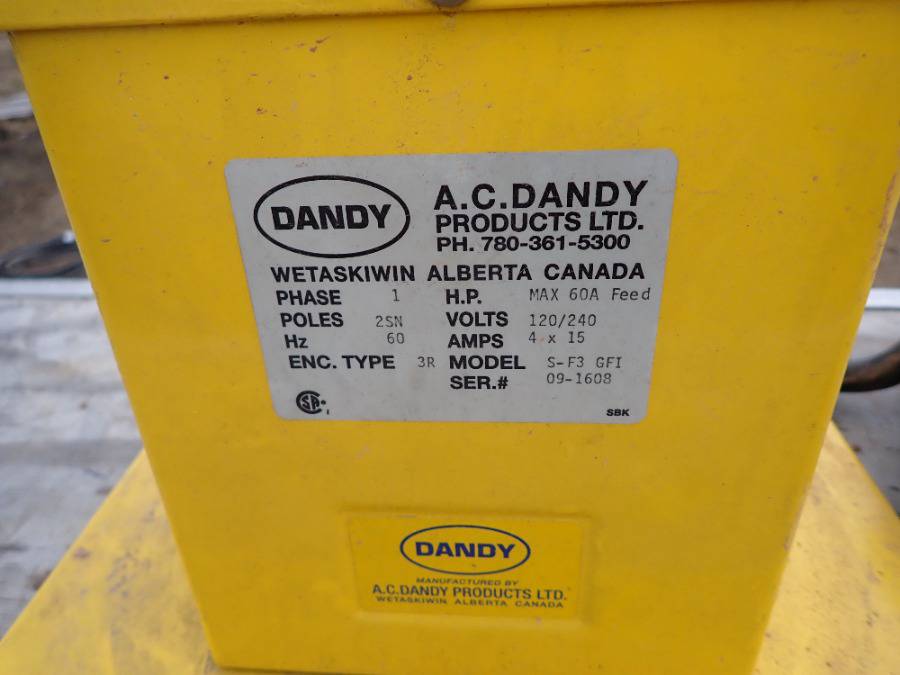 DANDY
A.C.DANDY
PRODUCTS LTD.
PH. 780-361-5300
WETASKIWIN ALBERTA CANADA
PHASE 1 H.P. MAX 60A Feed
POLES 2SN VOLTS 120/240
Hz 60 AMPS 4 x 15
ENC. TYPE 3R MODEL S-F3 GFI
SER.# 09-1608
SA
SBK
DANDY
MANUFACTURED BY
A.C.DANDY PRODUCTS LTD.
WETASKIWIN ALBERTA CANADA